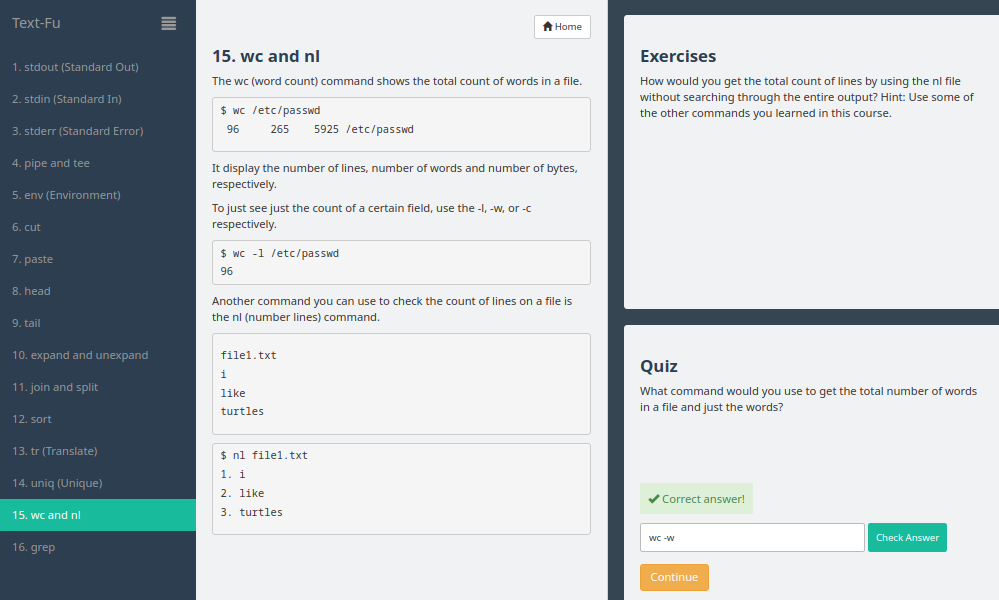 Text-Fu
1. stdout (Standard Out)
2. stdin (Standard In)
3. stderr (Standard Error)
4. pipe and tee
5. env (Environment)
6. cut
7. paste
8. head
9. tail
10. expand and unexpand
11. join and split
12. sort
13. tr (Translate)
14. uniq (Unique)
15. wc and nl
16. grep
Home
15. wc and nl
The wc (word count) command shows the total count of words in a file.
$ wc /etc/passwd
96     265    5925 /etc/passwd
It display the number of lines, number of words and number of bytes,
respectively.
To just see just the count of a certain field, use the -l, -w, or -c
respectively.
$ wc -l /etc/passwd
96
Another command you can use to check the count of lines on a file is
the nl (number lines) command.
file1.txt
i
like
turtles
$ nl file1.txt
1. i
2. like
3. turtles
Exercises
How would you get the total count of lines by using the nl file
without searching through the entire output? Hint: Use some of
the other commands you learned in this course.
Quiz
What command would you use to get the total number of words
in a file and just the words?
Correct answer!
wc -w
Check Answer
Continue